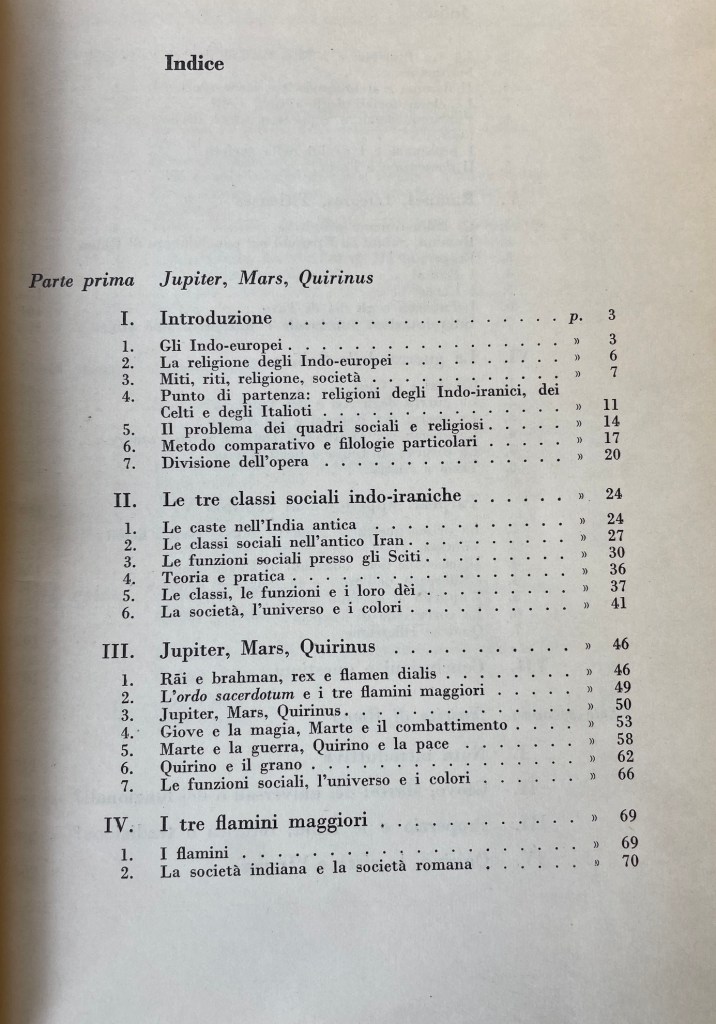 Indice
Parte prima Jupiter, Mars, Quirinus
I. Introduzione . . . . . . . . . . . . . . . . . p. 3
1. Gli Indo-europei . . . . . . . . . . . . . . . . » 3
2. La religione degli Indo-europei . . . . . . . . . . » 6
3. Miti, riti, religione, società . . . . . . . . . . . . » 7
4. Punto di partenza: religioni degli Indo-iranici, dei
Celti e degli Italioti . . . . . . . . . . . . . . » 11
5. Il problema dei quadri sociali e religiosi . . . . . » 14
6. Metodo comparativo e filologie particolari . . . . . » 17
7. Divisione dell'opera . . . . . . . . . . . . . . » 20
II. Le tre classi sociali indo-iraniche . . . . . . » 24
1. Le caste nell'India antica . . . . . . . . . . . . » 24
2. Le classi sociali nell'antico Iran . . . . . . . . . . » 27
3. Le funzioni sociali presso gli Sciti . . . . . . . . . » 30
4. Teoria e pratica . . . . . . . . . . . . . . . . » 36
5. Le classi, le funzioni e i loro dèi . . . . . . . . . » 37
6. La società, l'universo e i colori . . . . . . . . . . » 41
III. Jupiter, Mars, Quirinus . . . . . . . . . . . » 46
1. Rāi e brahman, rex e flamen dialis . . . . . . . . » 46
2. L'ordo sacerdotum e i tre flamini maggiori . . . . . » 49
3. Jupiter, Mars, Quirinus . . . . . . . . . . . . . » 50
4. Giove e la magia, Marte e il combattimento . . . . » 53
5. Marte e la guerra, Quirino e la pace . . . . . . . » 58
6. Quirino e il grano . . . . . . . . . . . . . . . » 62
7. Le funzioni sociali, l'universo e i colori . . . . . . » 66
IV. I tre flamini maggiori . . . . . . . . . . . . » 69
1. I flamini . . . . . . . . . . . . . . . . . . . » 69
2. La società indiana e la società romana . . . . . . » 70